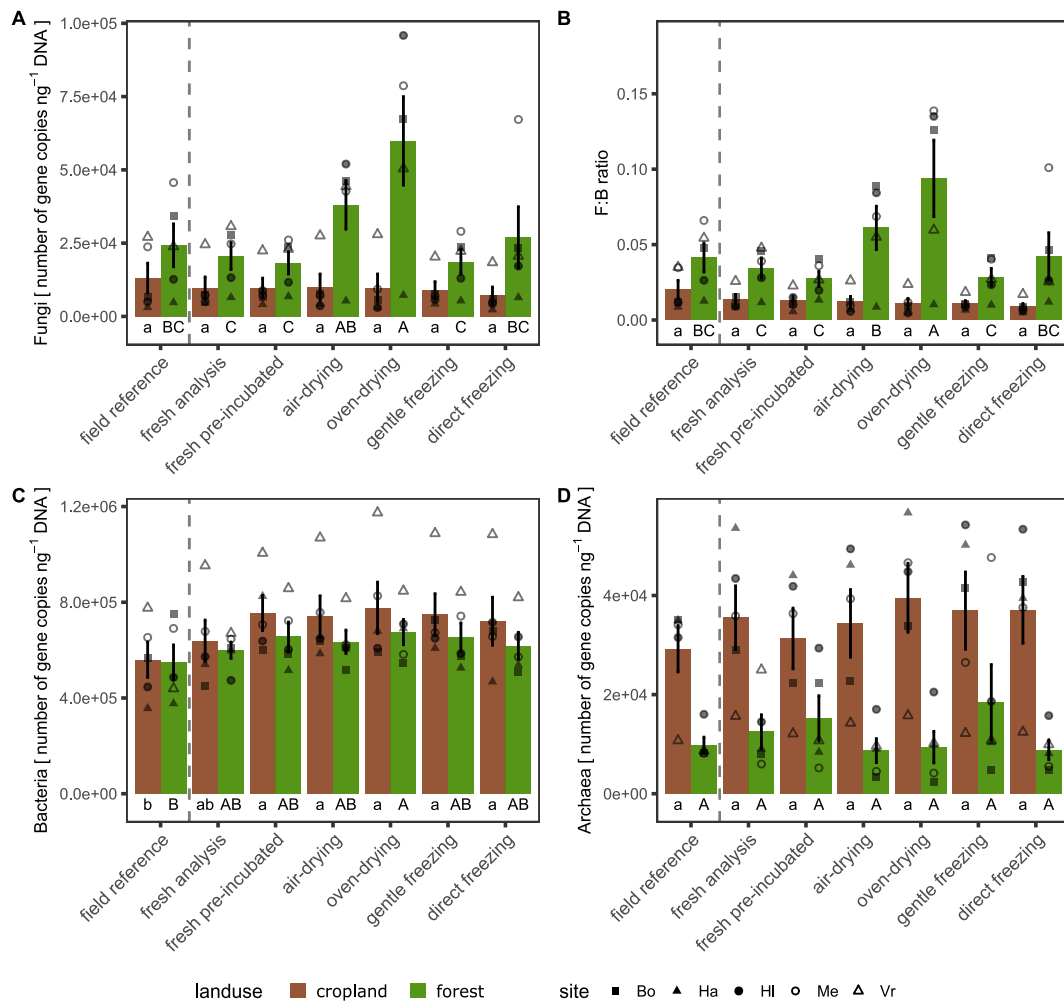 A
Fungi [ number of gene copies ng⁻¹ DNA ]
1.0e+05
7.5e+04
5.0e+04
2.5e+04
0.0e+00
a BC a C a C a AB a A a C a BC
field reference
fresh analysis
fresh pre-incubated
air-drying
oven-drying
gentle freezing
direct freezing
B
F:B ratio
0.15
0.10
0.05
0.00
a BC a C a C a B a A a C a BC
field reference
fresh analysis
fresh pre-incubated
air-drying
oven-drying
gentle freezing
direct freezing
C
Bacteria [ number of gene copies ng⁻¹ DNA ]
1.2e+06
8.0e+05
4.0e+05
0.0e+00
b B ab AB a AB a AB a A a AB a AB
field reference
fresh analysis
fresh pre-incubated
air-drying
oven-drying
gentle freezing
direct freezing
D
Archaea [ number of gene copies ng⁻¹ DNA ]
4e+04
2e+04
0e+00
a A a A a A a A a A a A a A
field reference
fresh analysis
fresh pre-incubated
air-drying
oven-drying
gentle freezing
direct freezing
landuse cropland forest site Bo Ha Hl Me Vr